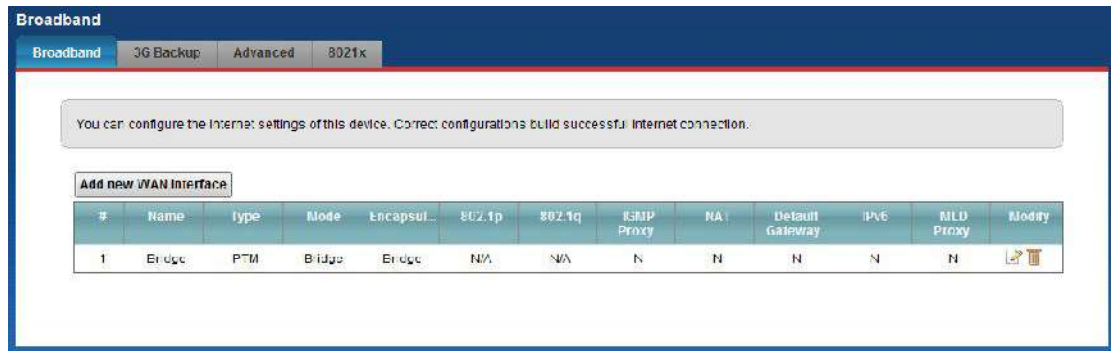 Broadband
Broadband 3G Backup Advanced 8021x
You can configure the Internet settings of this device. Correct configurations build successful Internet connection.
Add new WAN Interface
# Name Type Mode Encapsul... 802.1p 802.1q IGMP Proxy NAT Default Gateway IPv6 MLD Proxy Modify
1 Bridge PTM Bridge Bridge N/A N/A N N N N N